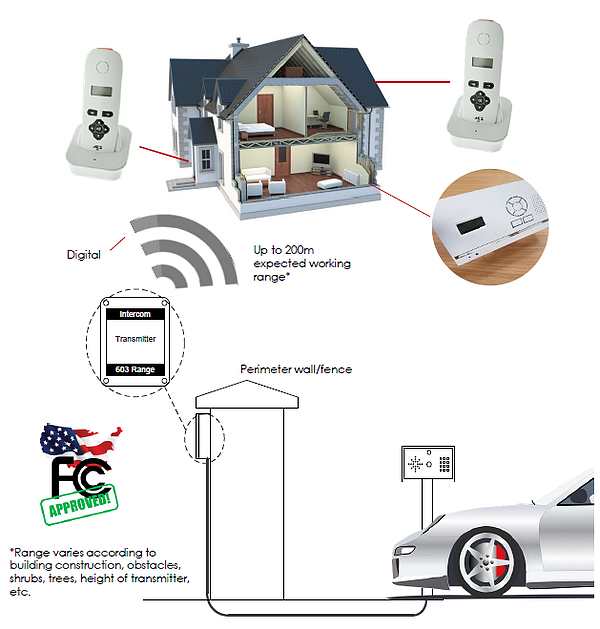 Digital
Up to 200m
expected working
range*
Intercom
Transmitter
603 Range
Perimeter wall/fence
FCC
APPROVED!
*Range varies according to
building construction, obstacles,
shrubs, trees, height of transmitter,
etc.